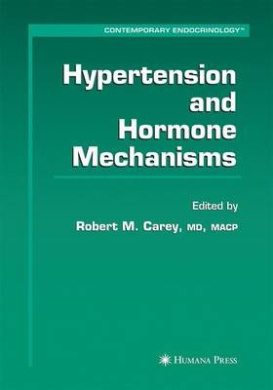 CONTEMPORARY ENDOCRINOLOGY™
Hypertension
and
Hormone
Mechanisms
Edited by
Robert M. Carey, MD, MACP
HUMANA PRESS